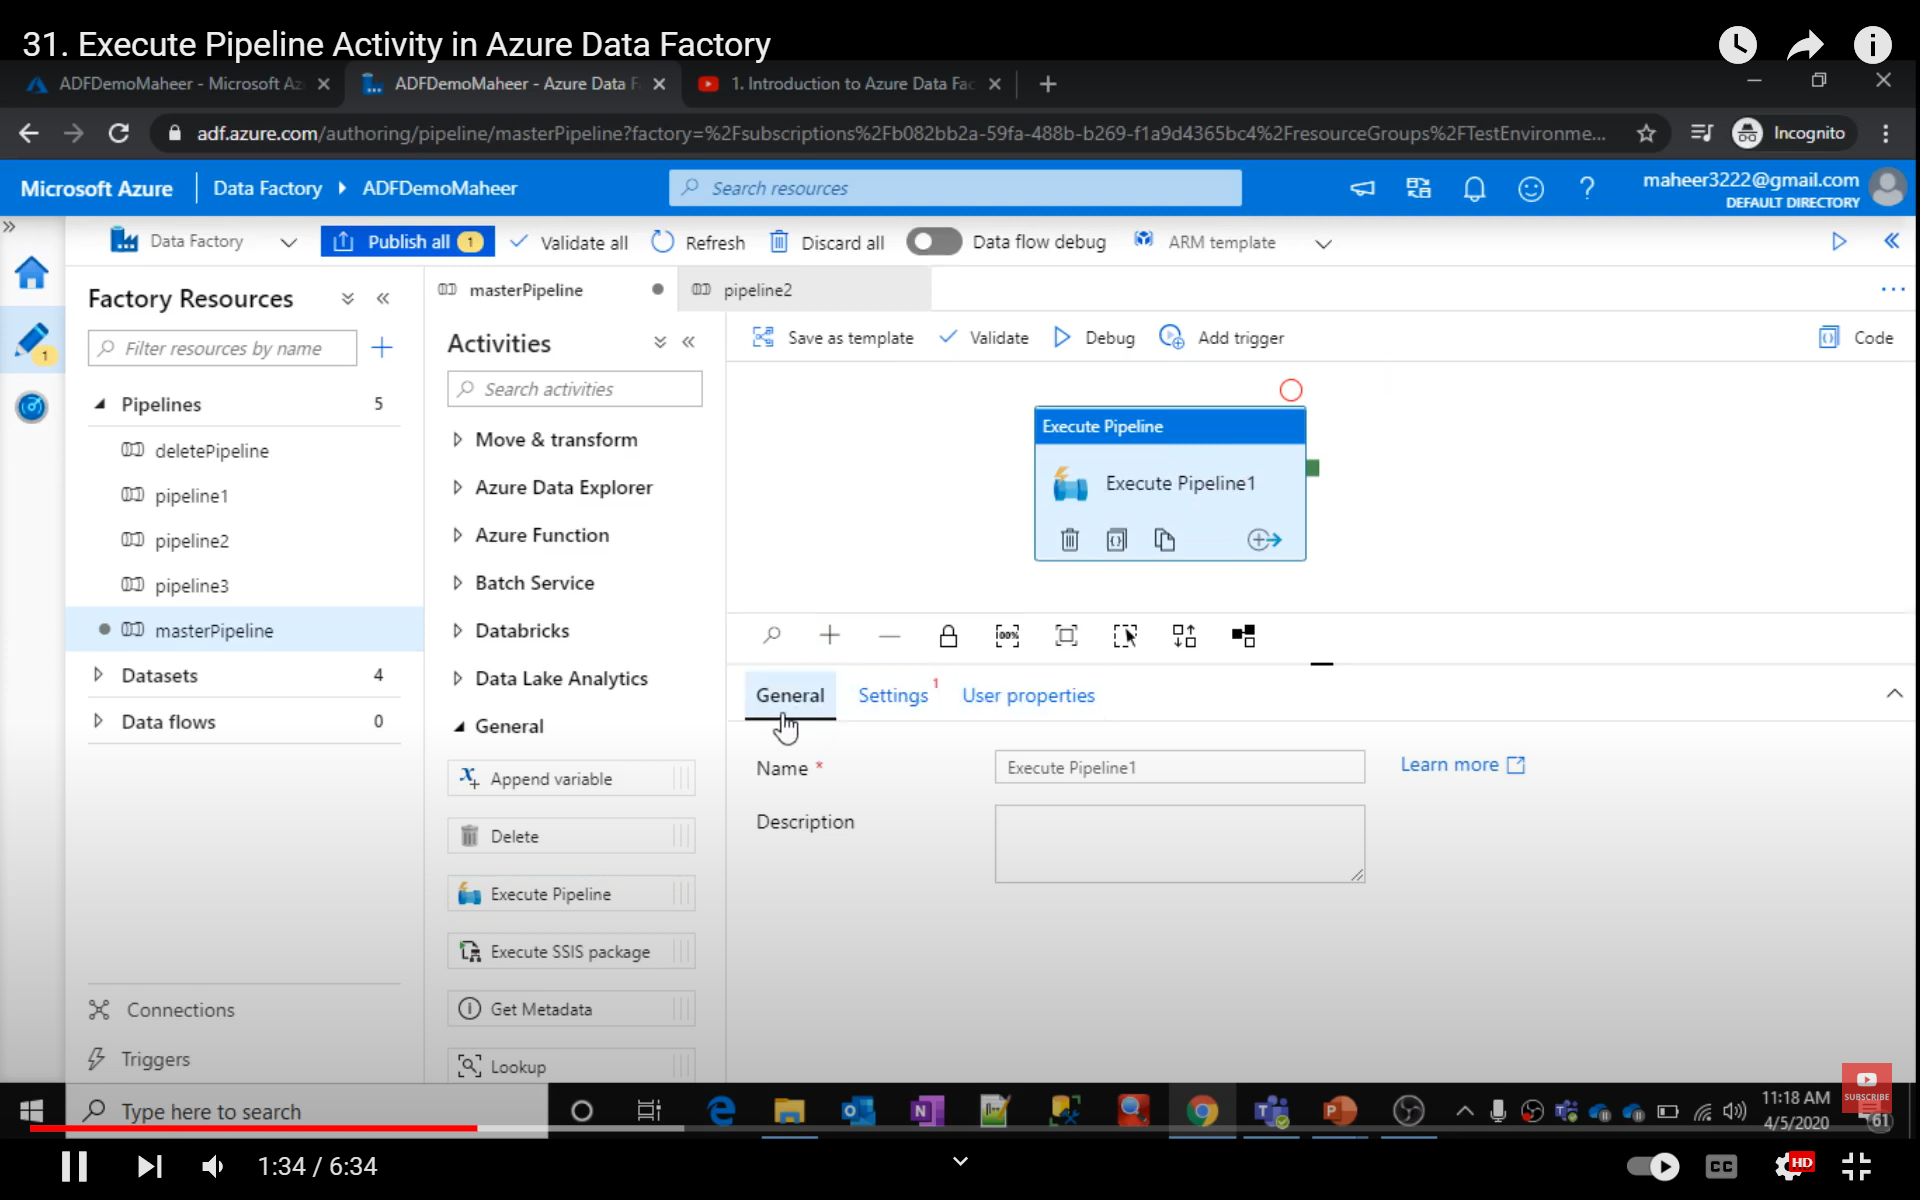 31. Execute Pipeline Activity in Azure Data Factory
ADFDemoMaheer - Microsoft Az
ADFDemoMaheer - Azure Data F
1. Introduction to Azure Data Fac
adf.azure.com/authoring/pipeline/masterPipeline?factory=%2Fsubscriptions%2Fb082bb2a-59fa-488b-b269-f1a9d4365bc4%2FresourceGroups%2FTestEnvironme...
Incognito
Microsoft Azure
Data Factory
ADFDemoMaheer
Search resources
maheer3222@gmail.com
DEFAULT DIRECTORY
Data Factory
Publish all 1
Validate all
Refresh
Discard all
Data flow debug
ARM template
Factory Resources
Filter resources by name
1
Pipelines 5
deletePipeline
pipeline1
pipeline2
pipeline3
masterPipeline
Datasets 4
Data flows 0
Connections
Triggers
masterPipeline
pipeline2
Activities
Search activities
Move & transform
Azure Data Explorer
Azure Function
Batch Service
Databricks
Data Lake Analytics
General
Append variable
Delete
Execute Pipeline
Execute SSIS package
Get Metadata
Lookup
Save as template
Validate
Debug
Add trigger
Code
Execute Pipeline
Execute Pipeline1
100%
General
Settings 1
User properties
Name *
Execute Pipeline1
Learn more
Description
Type here to search
11:18 AM
4/5/2020
61
SUBSCRIBE
1:34 / 6:34
CC
HD